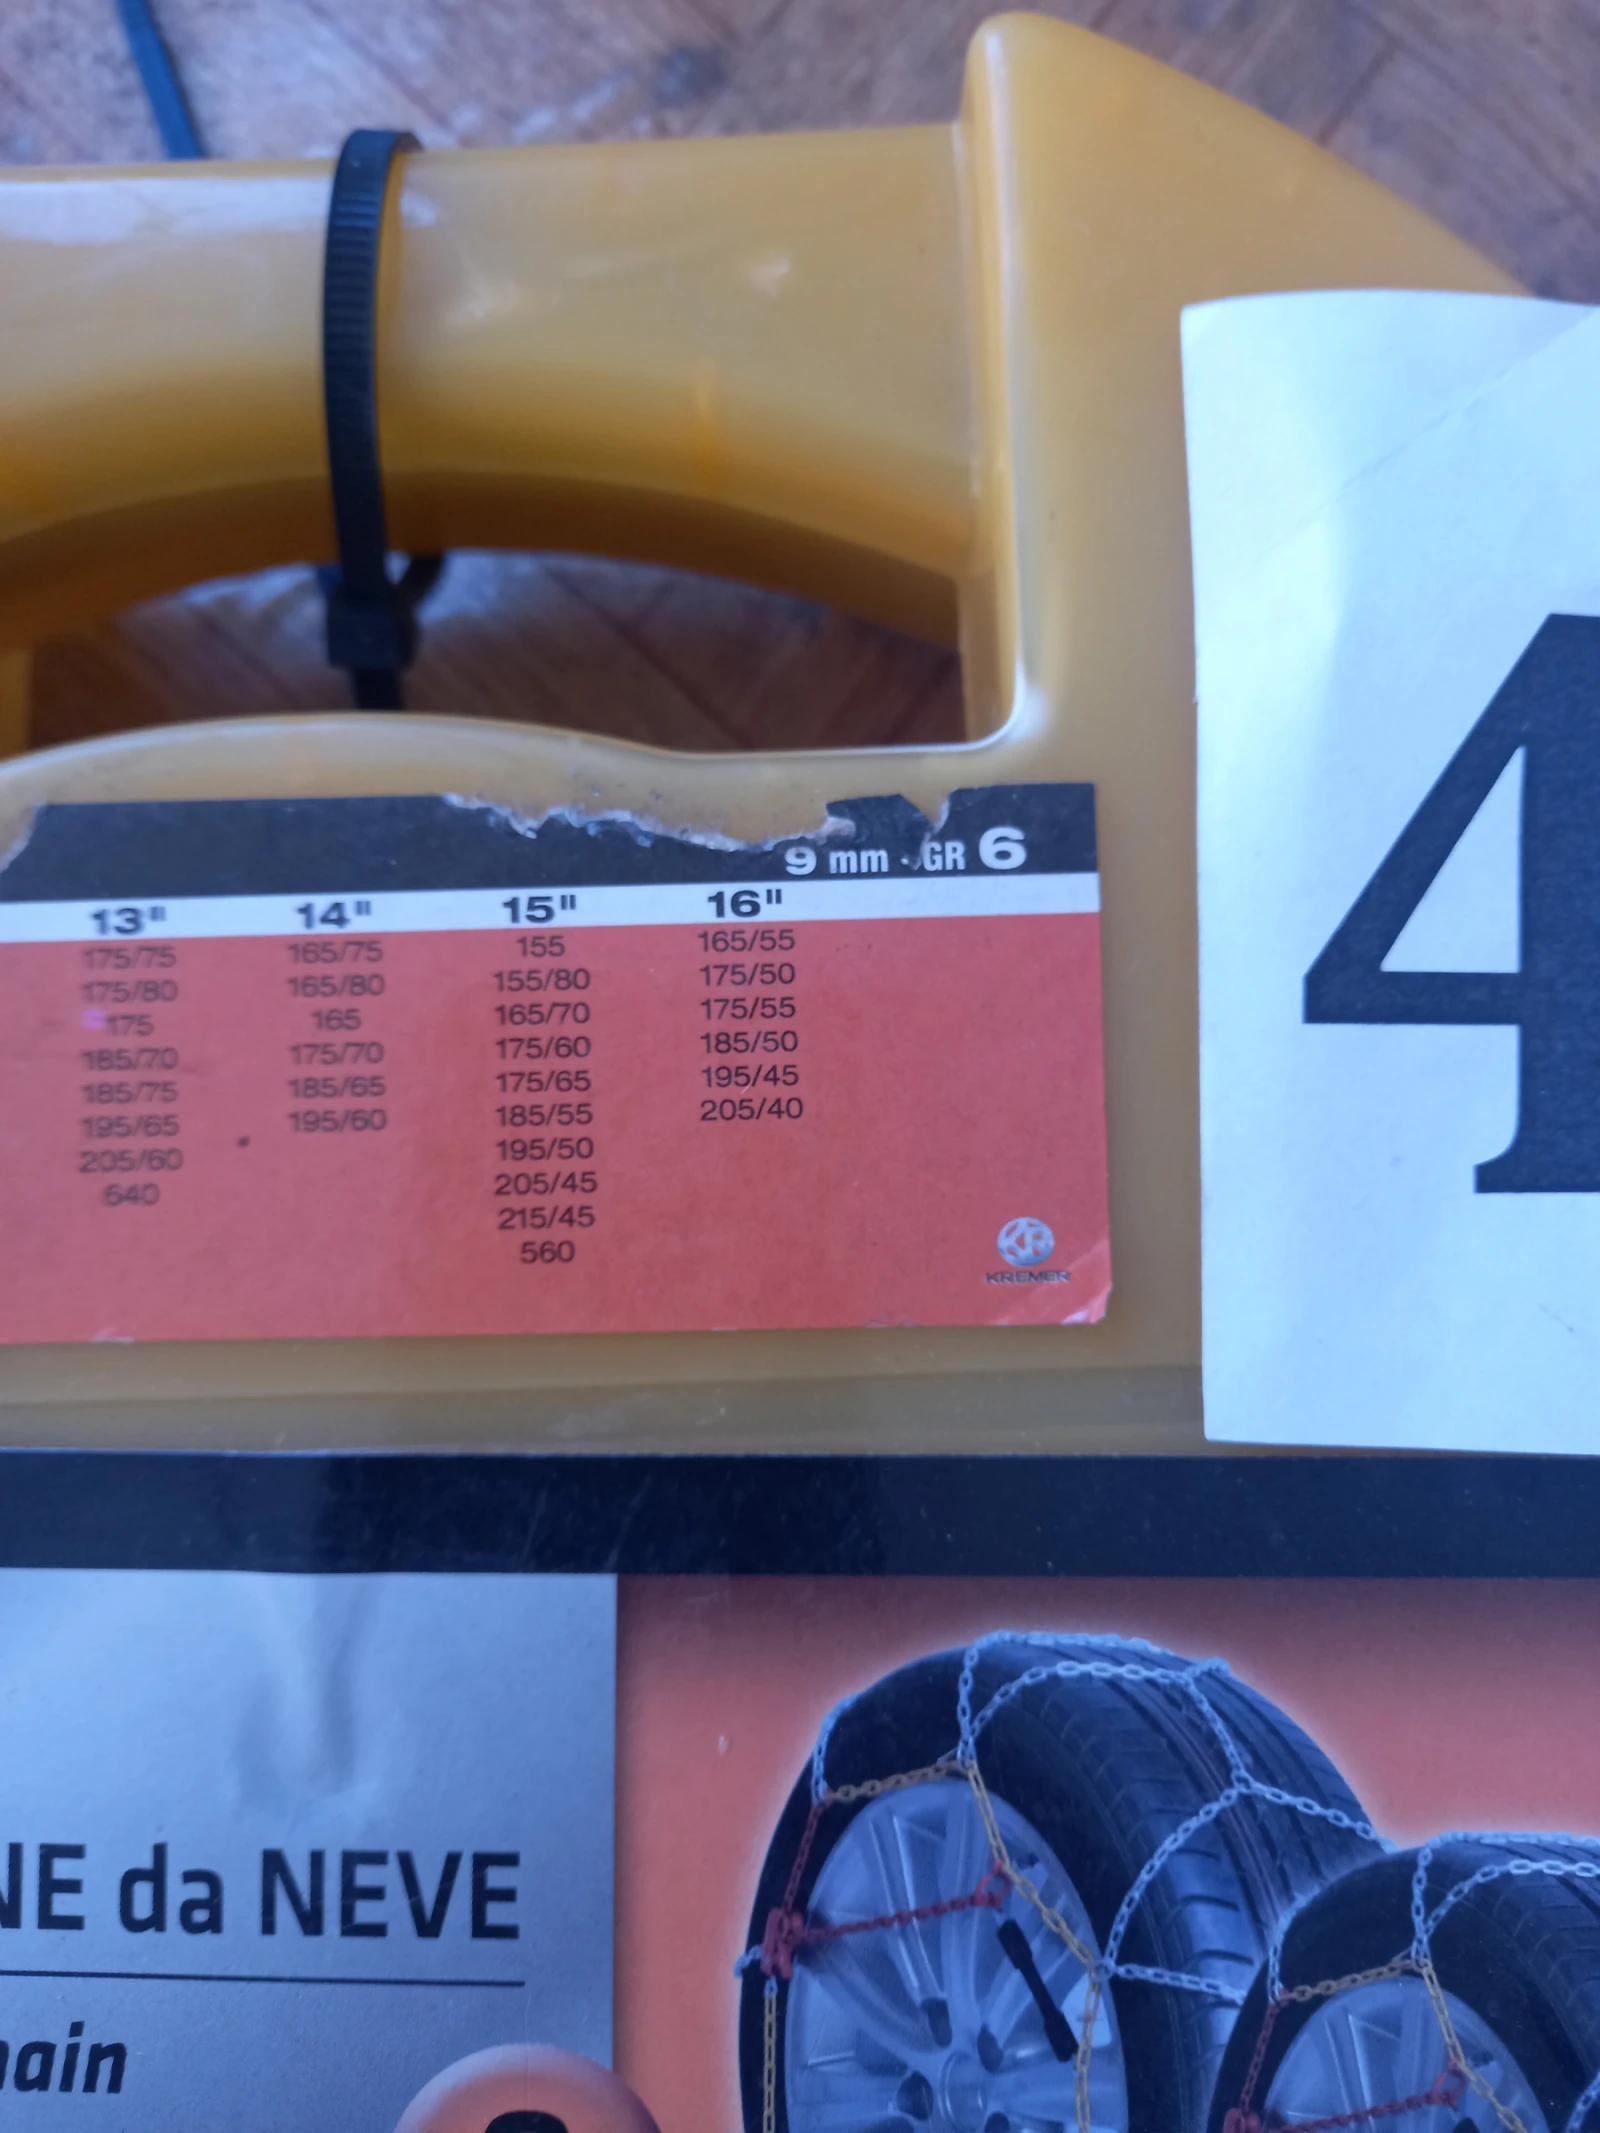 9 mm · GR 6
13" 14" 15" 16"
175/75 165/75 155 165/55
175/80 165/80 155/80 175/50
175 165 165/70 175/55
185/70 175/70 175/60 185/50
185/75 185/65 175/65 195/45
195/65 195/60 185/55 205/40
205/60 195/50
640 205/45
215/45
560
KR
KREMER
4
NE da NEVE
hain